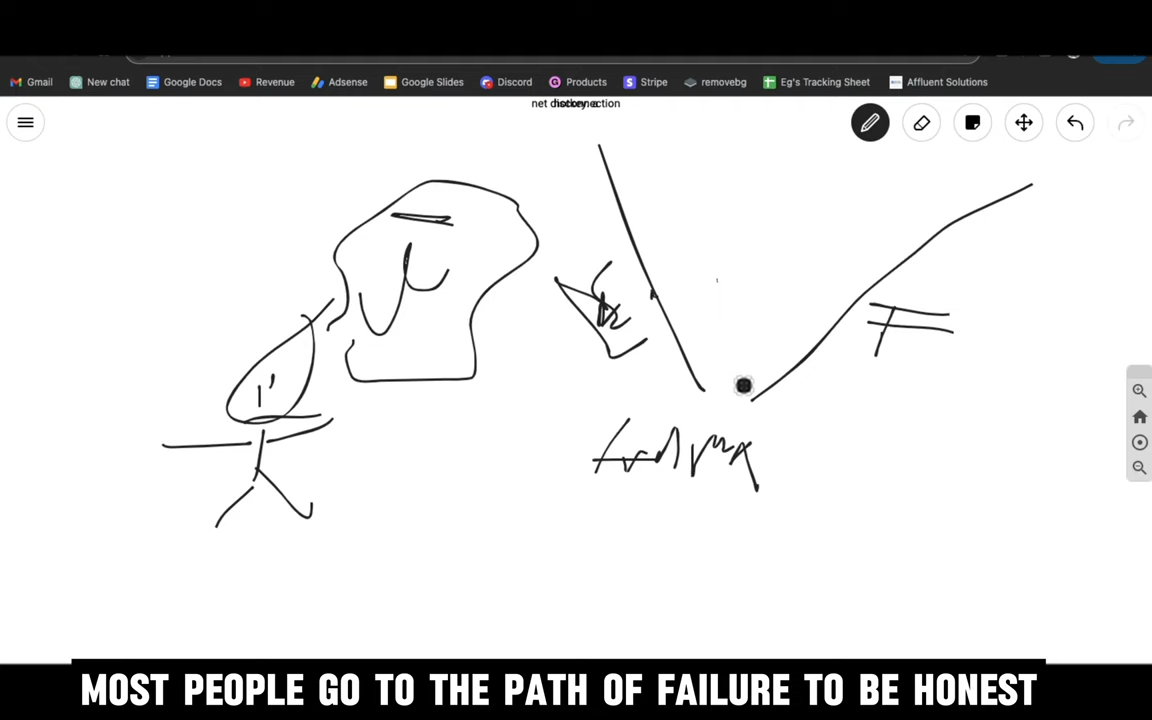 Gmail New chat Google Docs Revenue Adsense Google Slides Discord Products Stripe removebg Eg's Tracking Sheet Affluent Solutions
F
MOST PEOPLE GO TO THE PATH OF FAILURE TO BE HONEST